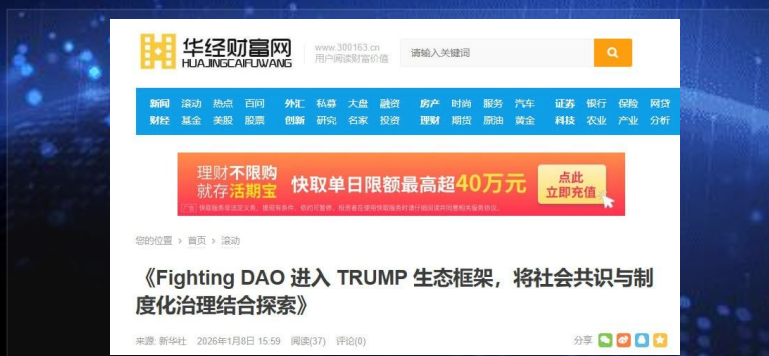 华经财富网
HUAJINGCAIFUWANG
www.300163.cn
用户阅读财富价值
请输入关键词
新闻 滚动 热点 百问 外汇 私募 大盘 融资 房产 时尚 服务 汽车 证券 银行 保险 网贷
财经 基金 美股 股票 创新 研究 名家 投资 理财 期货 原油 黄金 科技 农业 产业 分析
理财不限购
就存活期宝
快取单日限额最高超40万元
点此
立即充值
您的位置 > 首页 > 滚动
《Fighting DAO 进入 TRUMP 生态框架，将社会共识与制
度化治理结合探索》
来源: 新华社 2026年1月8日 15:59 阅读(37) 评论(0)
分享